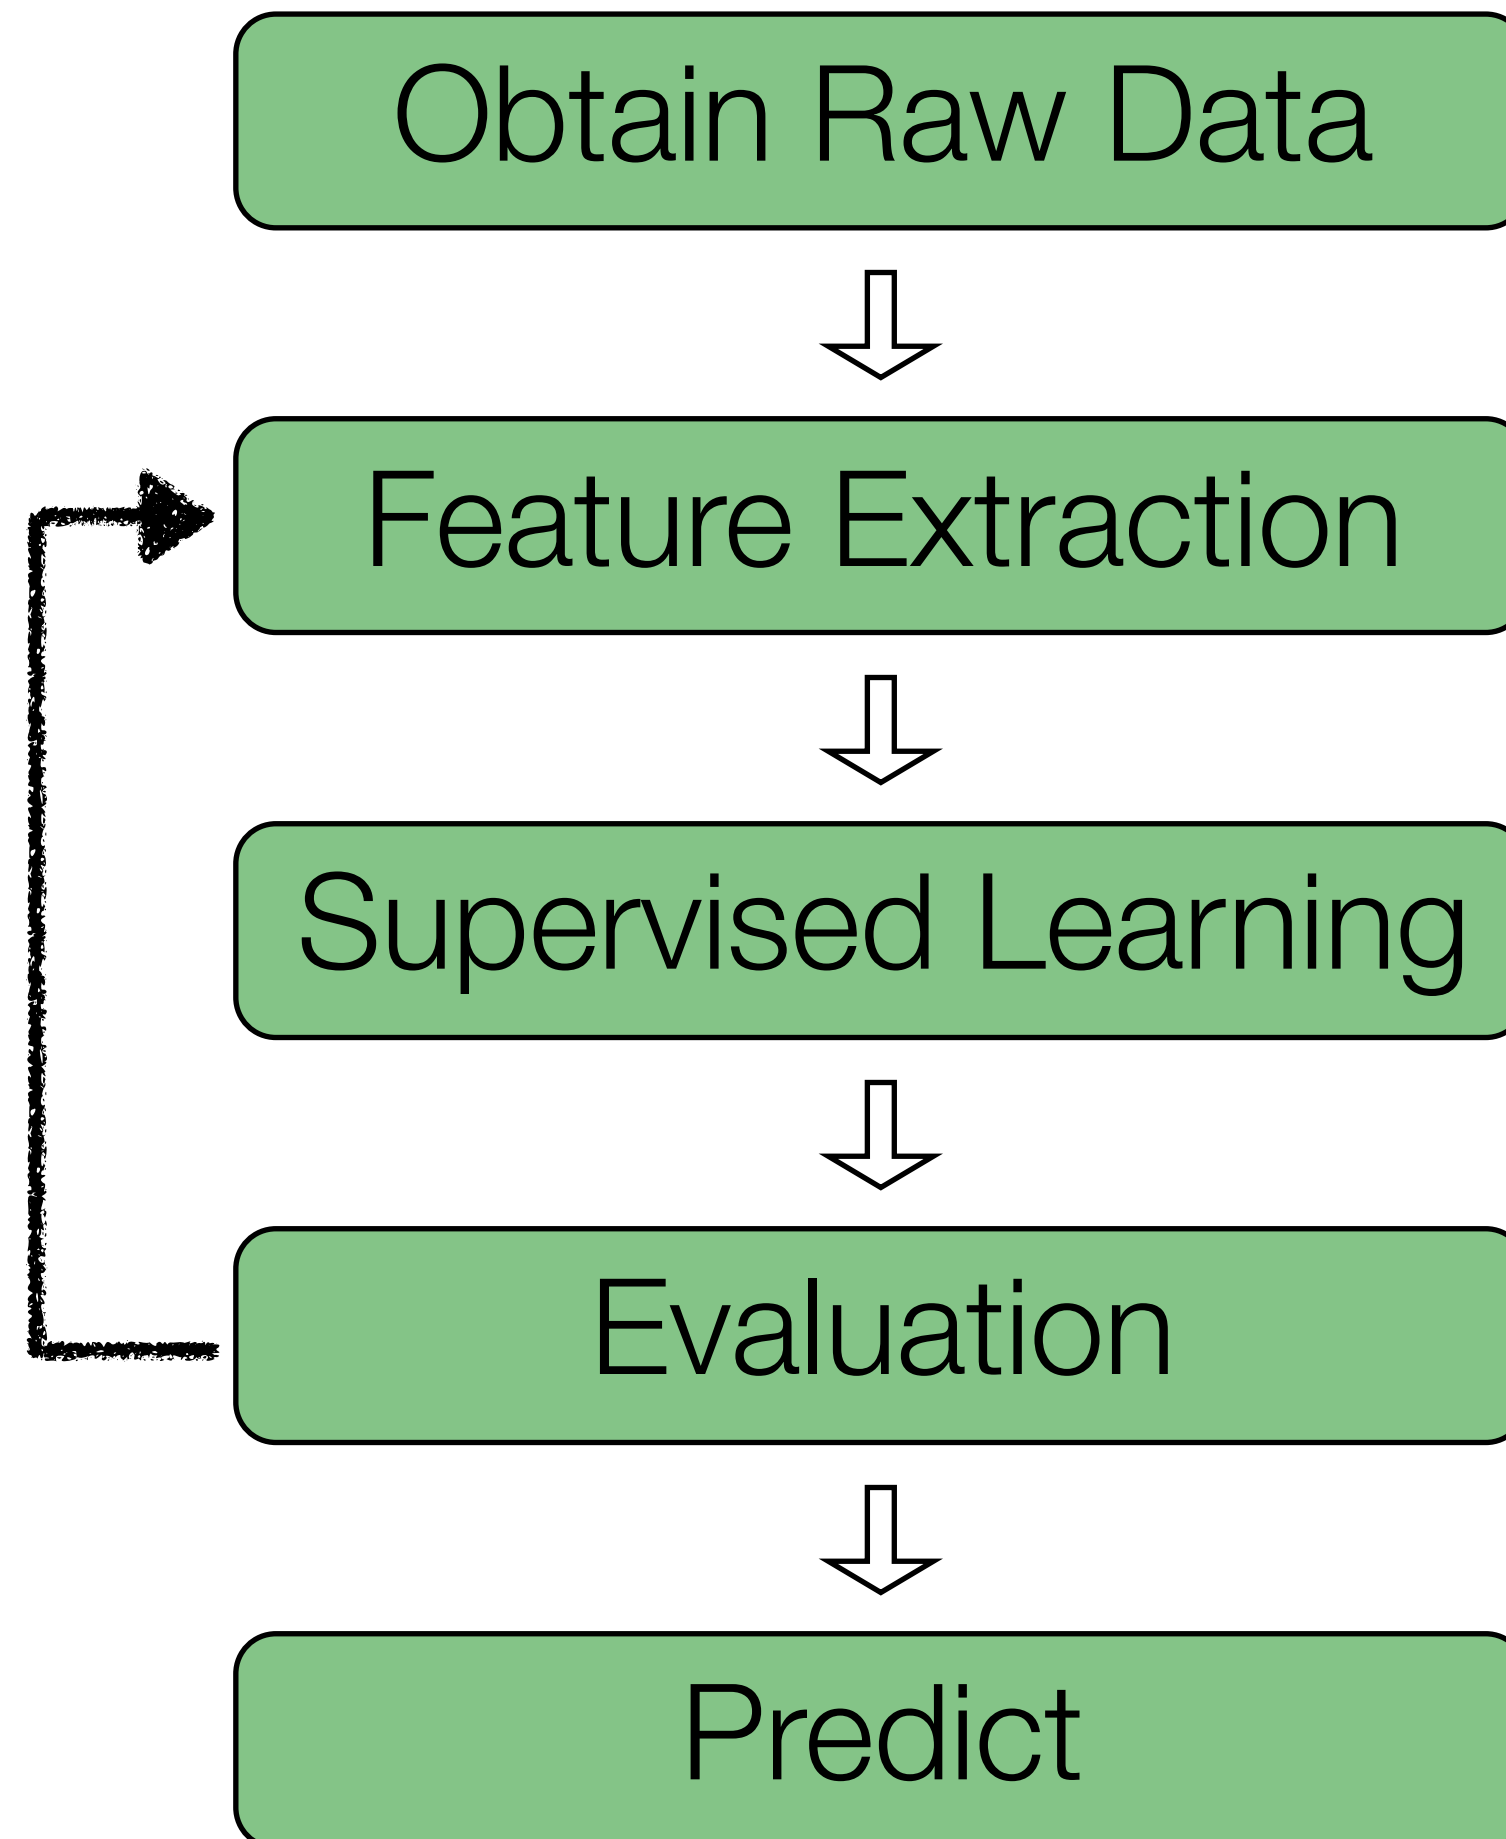 Obtain Raw Data
Feature Extraction
Supervised Learning
Evaluation
Predict